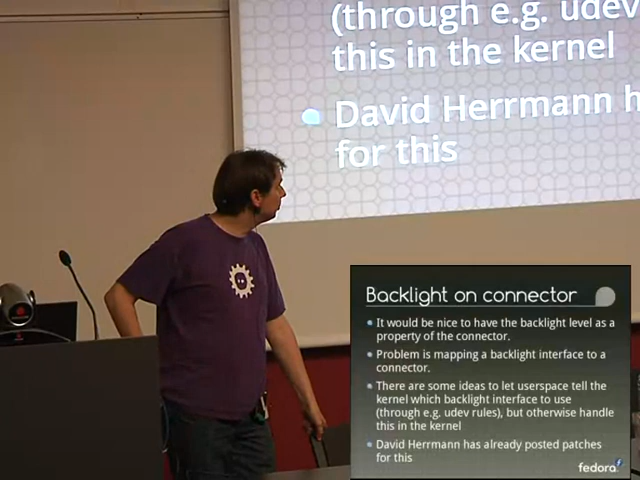 (through e.g. udev
this in the kernel
David Herrmann h
for this
Backlight on connector
It would be nice to have the backlight level as a
property of the connector.
Problem is mapping a backlight interface to a
connector.
There are some ideas to let userspace tell the
kernel which backlight interface to use
(through e.g. udev rules), but otherwise handle
this in the kernel
David Herrmann has already posted patches
for this
fedora